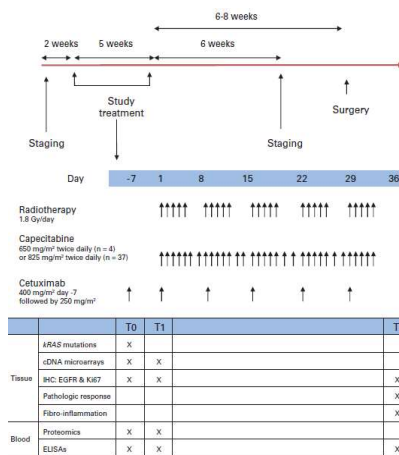 6-8 weeks
2 weeks 5 weeks 6 weeks
Study
treatment
Surgery
Staging Staging
Day -7 1 8 15 22 29 36
Radiotherapy
1.8 Gy/day
Capecitabine
650 mg/m² twice daily (n = 4)
or 825 mg/m² twice daily (n = 37)
Cetuximab
400 mg/m² day -7
followed by 250 mg/m²
T0 T1 T
Tissue
kRAS mutations X
cDNA microarrays X X
IHC: EGFR & Ki67 X X X
Pathologic response X
Fibro-inflammation X
Blood
Proteomics X X X
ELISAs X X X